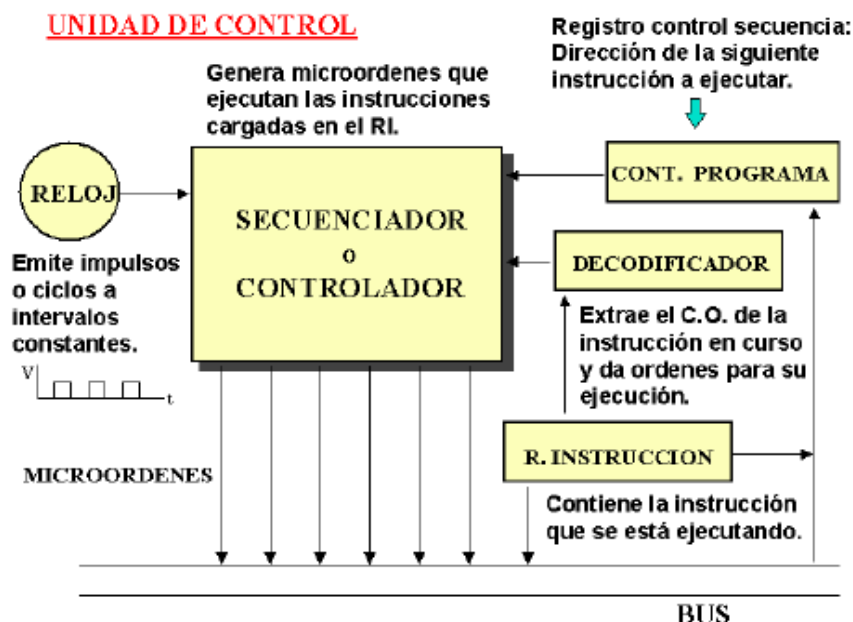 UNIDAD DE CONTROL
Registro control secuencia:
Dirección de la siguiente
instrucción a ejecutar.
Genera microordenes que
ejecutan las instrucciones
cargadas en el RI.
RELOJ
SECUENCIADOR
o
CONTROLADOR
CONT. PROGRAMA
DECODIFICADOR
Emite impulsos
o ciclos a
intervalos
constantes.
V
t
Extrae el C.O. de la
instrucción en curso
y da ordenes para su
ejecución.
R. INSTRUCCION
MICROORDENES
Contiene la instrucción
que se está ejecutando.
BUS